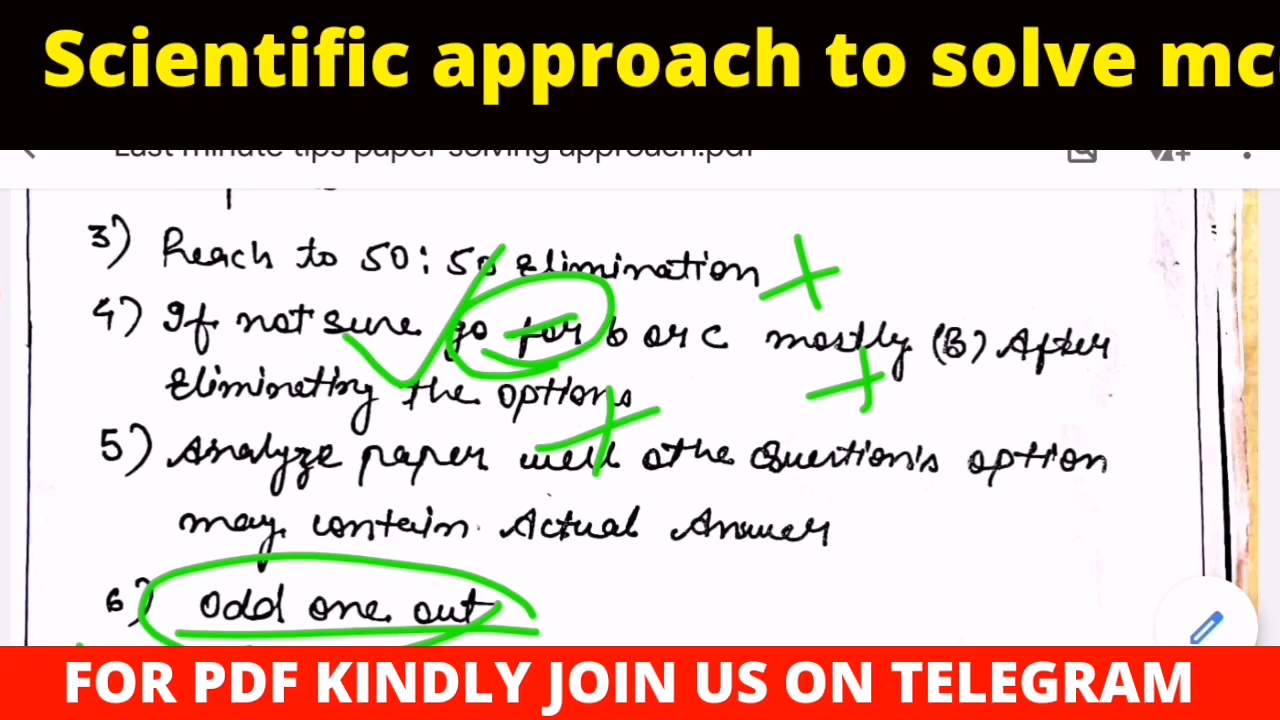 Scientific approach to solve mc
Last minute tips paper solving approach.pdf
3) Reach to 50:50 Elimination
4) If not sure go for b or c mostly (B) After
Eliminating the options
5) Analyze paper well othe Question's option
may contain Actual Answer
6) odd one out
FOR PDF KINDLY JOIN US ON TELEGRAM